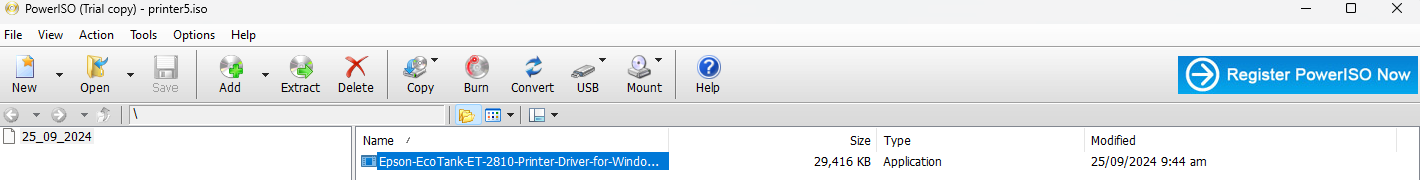 PowerISO (Trial copy) - printer5.iso
File View Action Tools Options Help
New Open Save Add Extract Delete Copy Burn Convert USB Mount Help
Register PowerISO Now
\
25_09_2024
Name Size Type Modified
Epson-EcoTank-ET-2810-Printer-Driver-for-Windo... 29,416 KB Application 25/09/2024 9:44 am